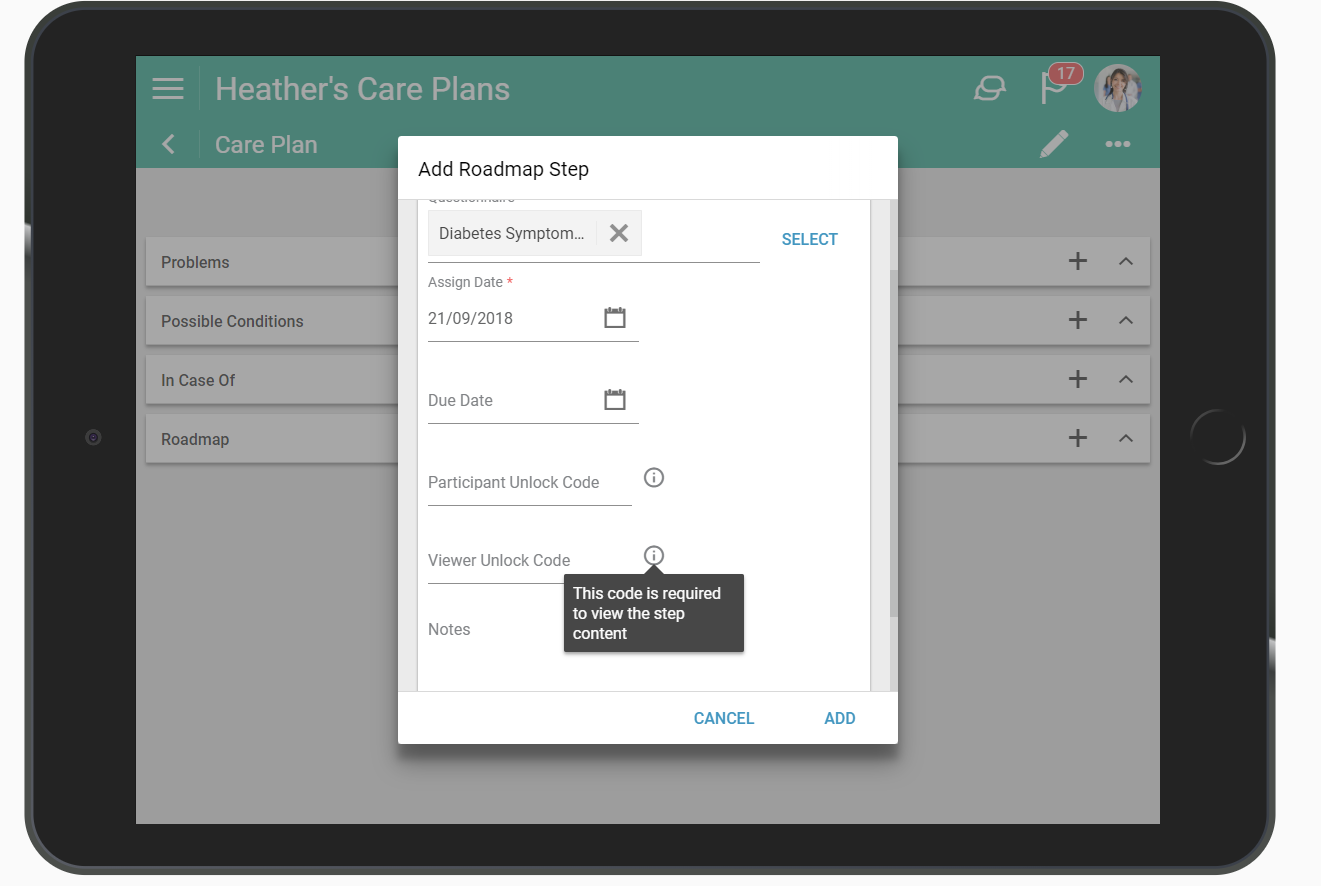 Heather's Care Plans
17
Care Plan
Add Roadmap Step
Questionnaire
Diabetes Symptom...
SELECT
Problems
Assign Date *
21/09/2018
Possible Conditions
In Case Of
Due Date
Roadmap
Participant Unlock Code
Viewer Unlock Code
This code is required
to view the step
content
Notes
CANCEL
ADD